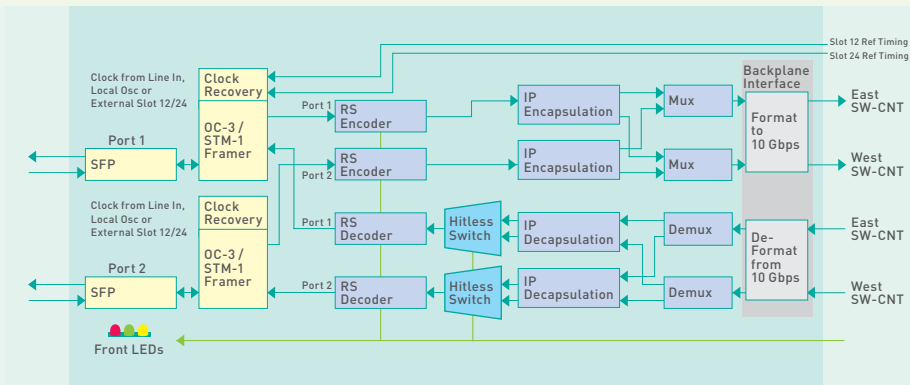 Slot 12 Ref Timing
Slot 24 Ref Timing
Clock from Line In,
Local Osc or
External Slot 12/24
Clock
Recovery
OC-3 /
STM-1
Framer
Port 1
SFP
Port 1
RS
Encoder
IP
Encapsulation
Mux
Backplane
Interface
Format
to
10 Gbps
East
SW-CNT
RS
Encoder
Port 2
IP
Encapsulation
Mux
West
SW-CNT
Clock from Line In,
Local Osc or
External Slot 12/24
Clock
Recovery
OC-3 /
STM-1
Framer
Port 2
SFP
Port 1
RS
Decoder
Hitless
Switch
IP
Decapsulation
Demux
De-
Format
from
10 Gbps
East
SW-CNT
Port 2
RS
Decoder
Hitless
Switch
IP
Decapsulation
Demux
West
SW-CNT
Front LEDs